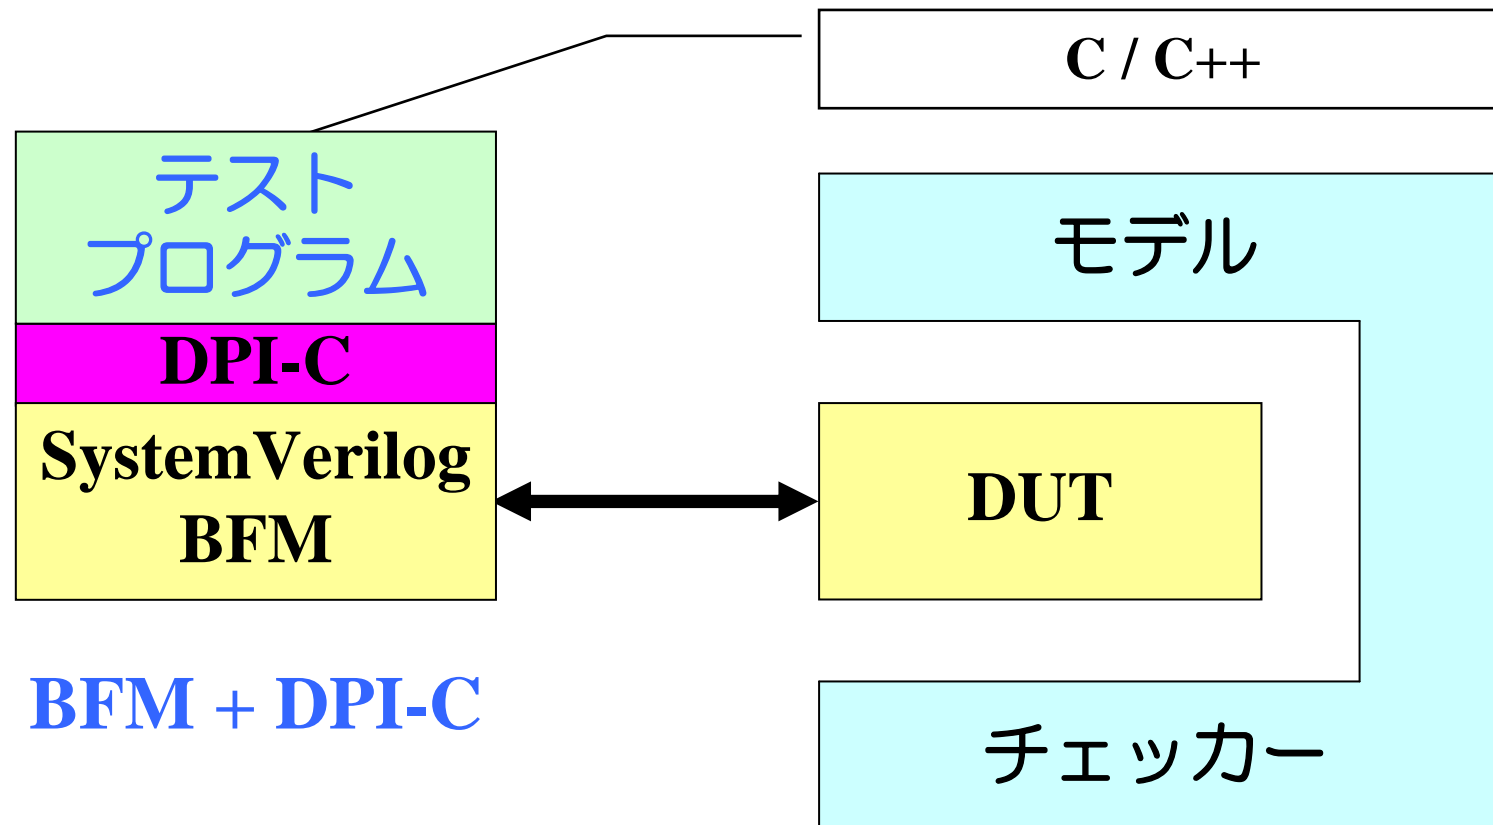 C / C++
テスト
プログラム
DPI-C
SystemVerilog
BFM
モデル
DUT
BFM + DPI-C
チェッカー